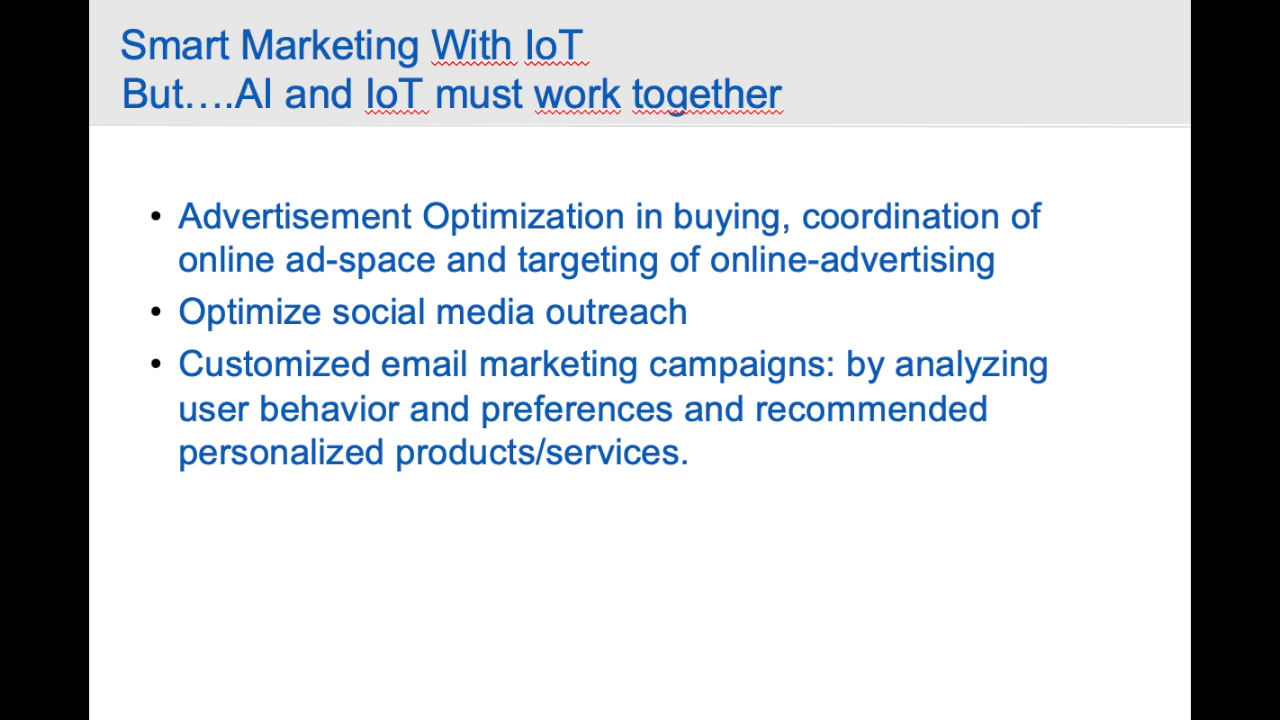 Smart Marketing With IoT
But….AI and IoT must work together
• Advertisement Optimization in buying, coordination of
online ad-space and targeting of online-advertising
• Optimize social media outreach
• Customized email marketing campaigns: by analyzing
user behavior and preferences and recommended
personalized products/services.